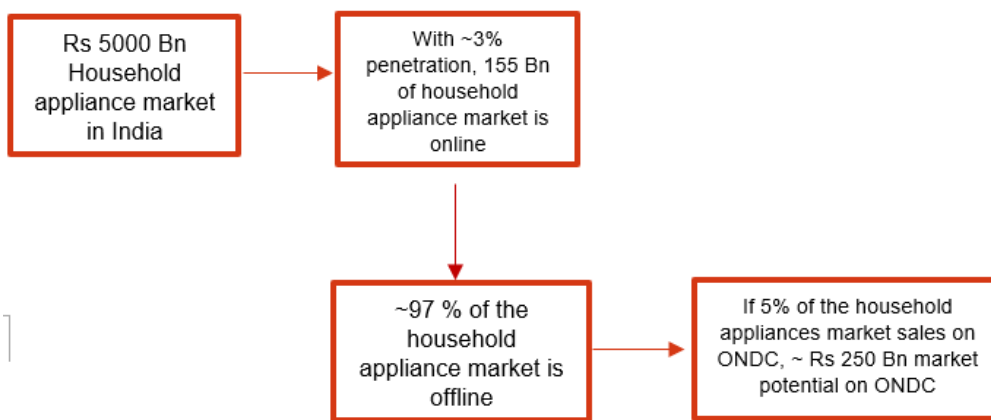 Rs 5000 Bn
Household
appliance market
in India
With ~3%
penetration, 155 Bn
of household
appliance market is
online
~97 % of the
household
appliance market is
offline
If 5% of the household
appliances market sales on
ONDC, ~ Rs 250 Bn market
potential on ONDC